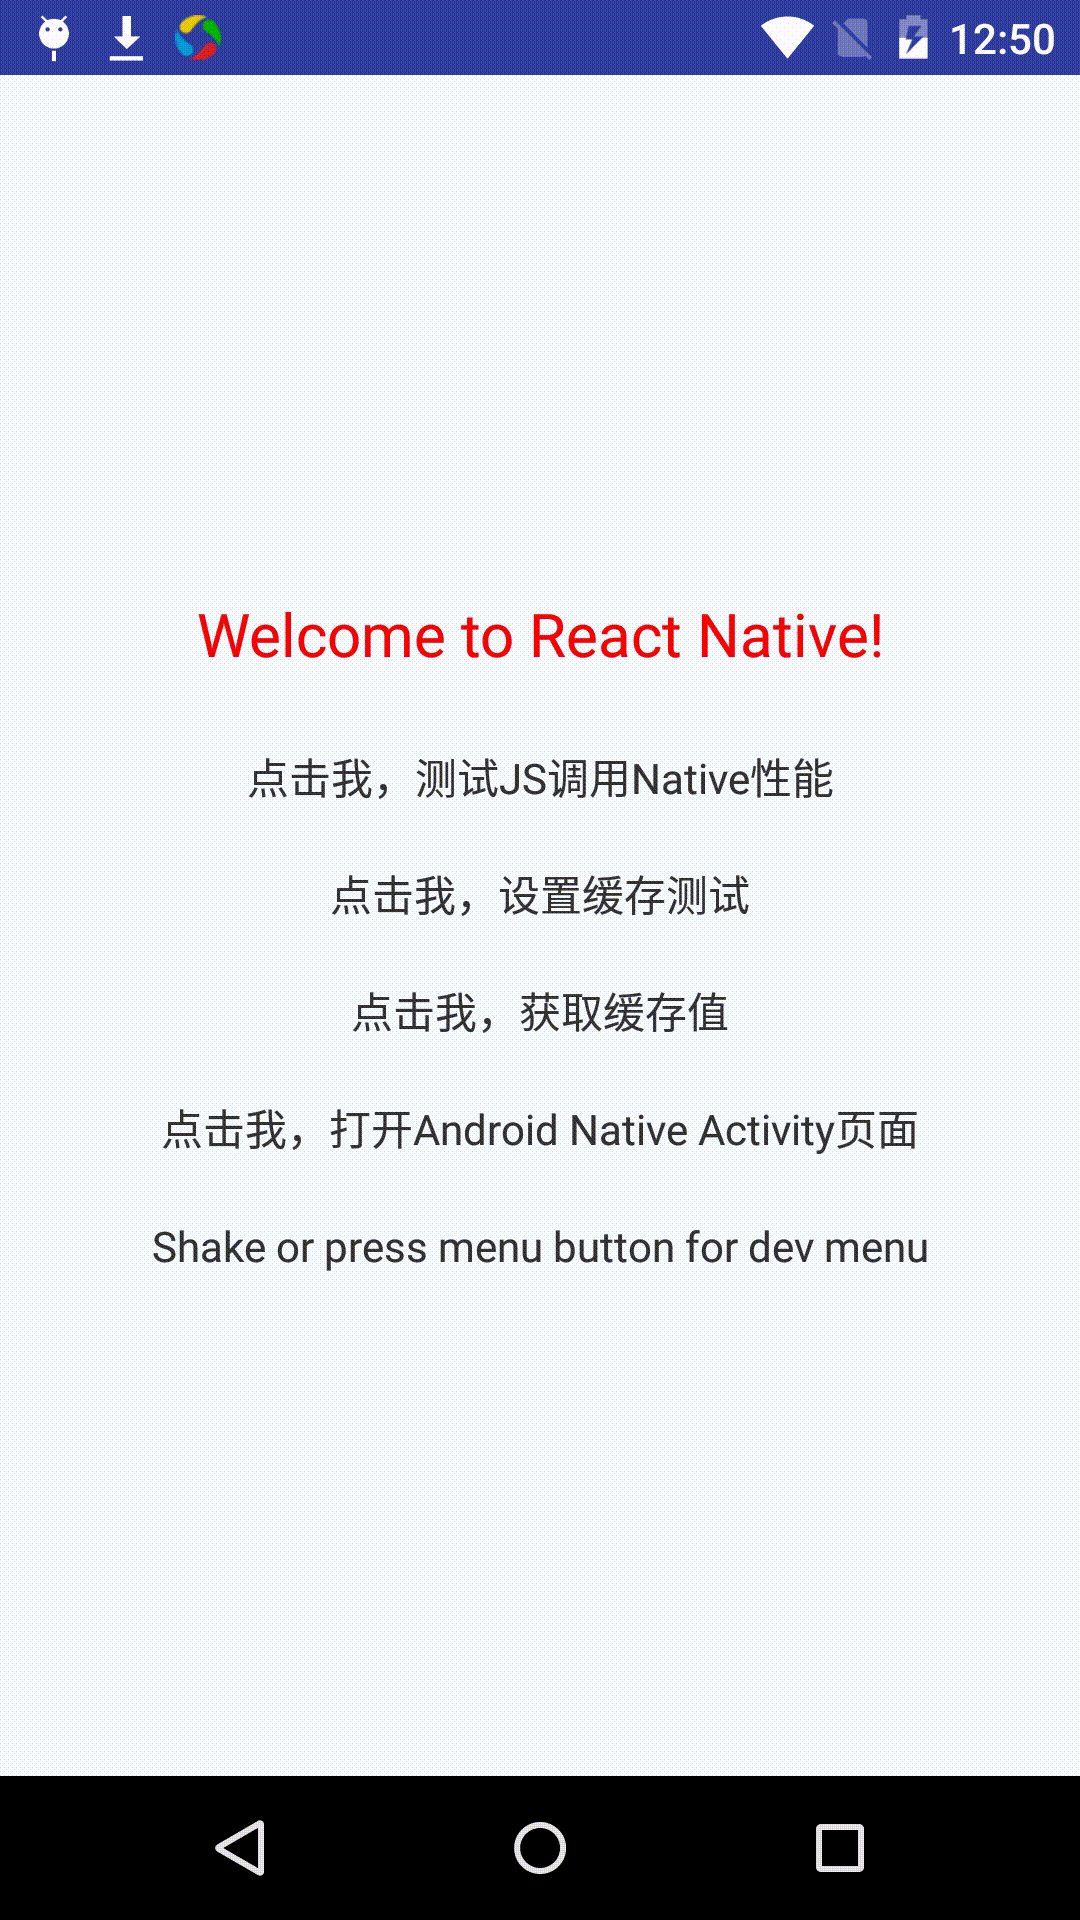 12:50
Welcome to React Native!
点击我，测试JS调用Native性能
点击我，设置缓存测试
点击我，获取缓存值
点击我，打开Android Native Activity页面
Shake or press menu button for dev menu